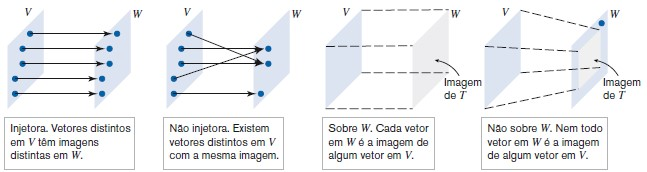 V
W
Injetora. Vetores distintos
em V têm imagens
distintas em W.
V
W
Não injetora. Existem
vetores distintos em V
com a mesma imagem.
V
W
Imagem
de T
Sobre W. Cada vetor
em W é a imagem de
algum vetor em V.
V
W
Imagem
de T
Não sobre W. Nem todo
vetor em W é a imagem
de algum vetor em V.